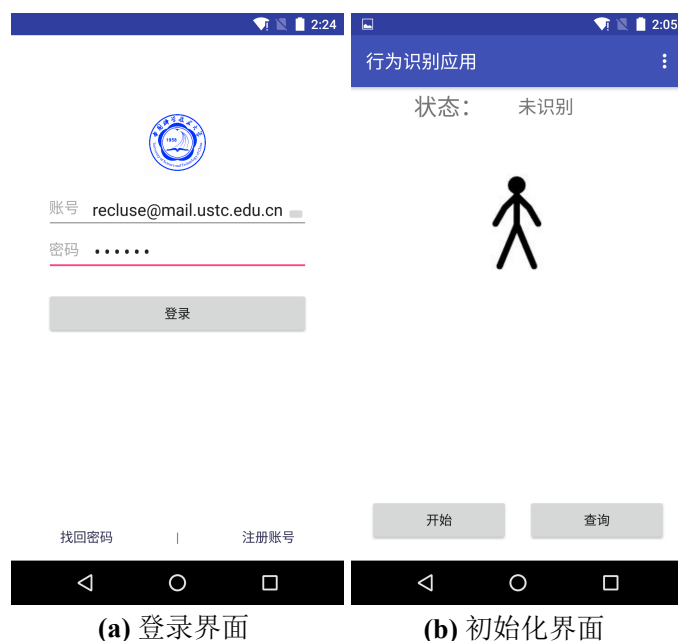 2:24
账号 recluse@mail.ustc.edu.cn
密码 ••••••
登录
找回密码 | 注册账号
(a) 登录界面
2:05
行为识别应用
状态： 未识别
开始 查询
(b) 初始化界面